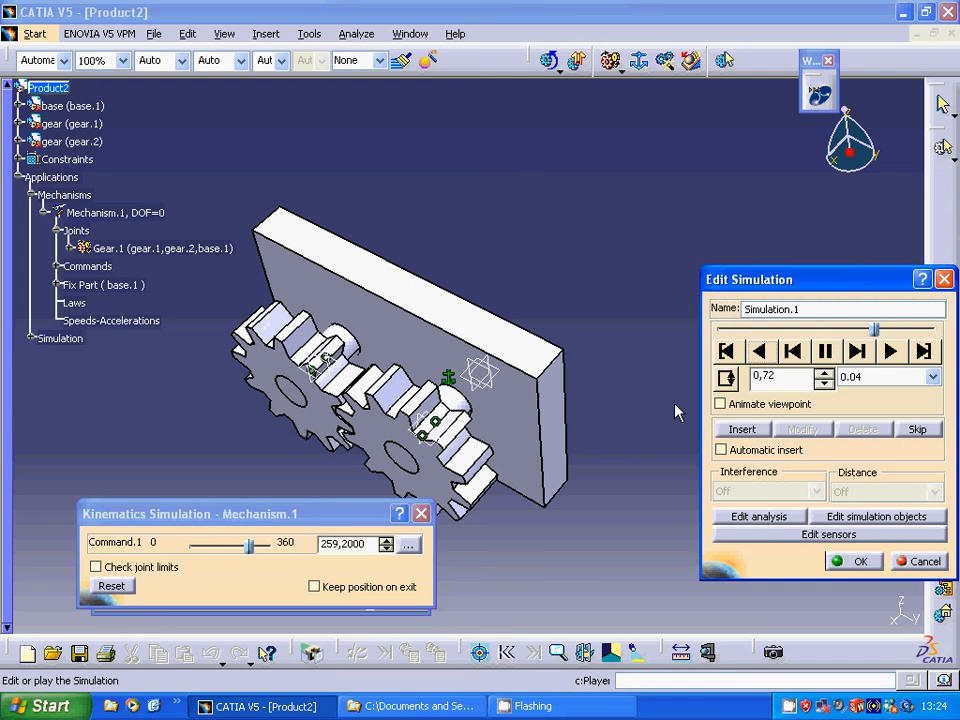 CATIA V5 - [Product2]
Start ENOVIA V5 VPM File Edit View Insert Tools Analyze Window Help
Automa 100% Auto Auto Aut Aut None
W...
Product2
base (base.1)
gear (gear.1)
gear (gear.2)
Constraints
Applications
Mechanisms
Mechanism.1, DOF=0
Joints
Gear.1 (gear.1,gear.2,base.1)
Commands
Fix Part ( base.1 )
Laws
Speeds-Accelerations
Simulation
z
x
y
Edit Simulation
Name: Simulation.1
0,72 0.04
Animate viewpoint
Insert Modify Delete Skip
Automatic insert
Interference Distance
Off Off
Edit analysis Edit simulation objects
Edit sensors
OK Cancel
Kinematics Simulation - Mechanism.1
Command.1 0 360 259,2000 ...
Check joint limits
Reset Keep position on exit
z
x y
CATIA
Edit or play the Simulation c:Player
Start CATIA V5 - [Product2] C:\Documents and Se... Flashing 13:24